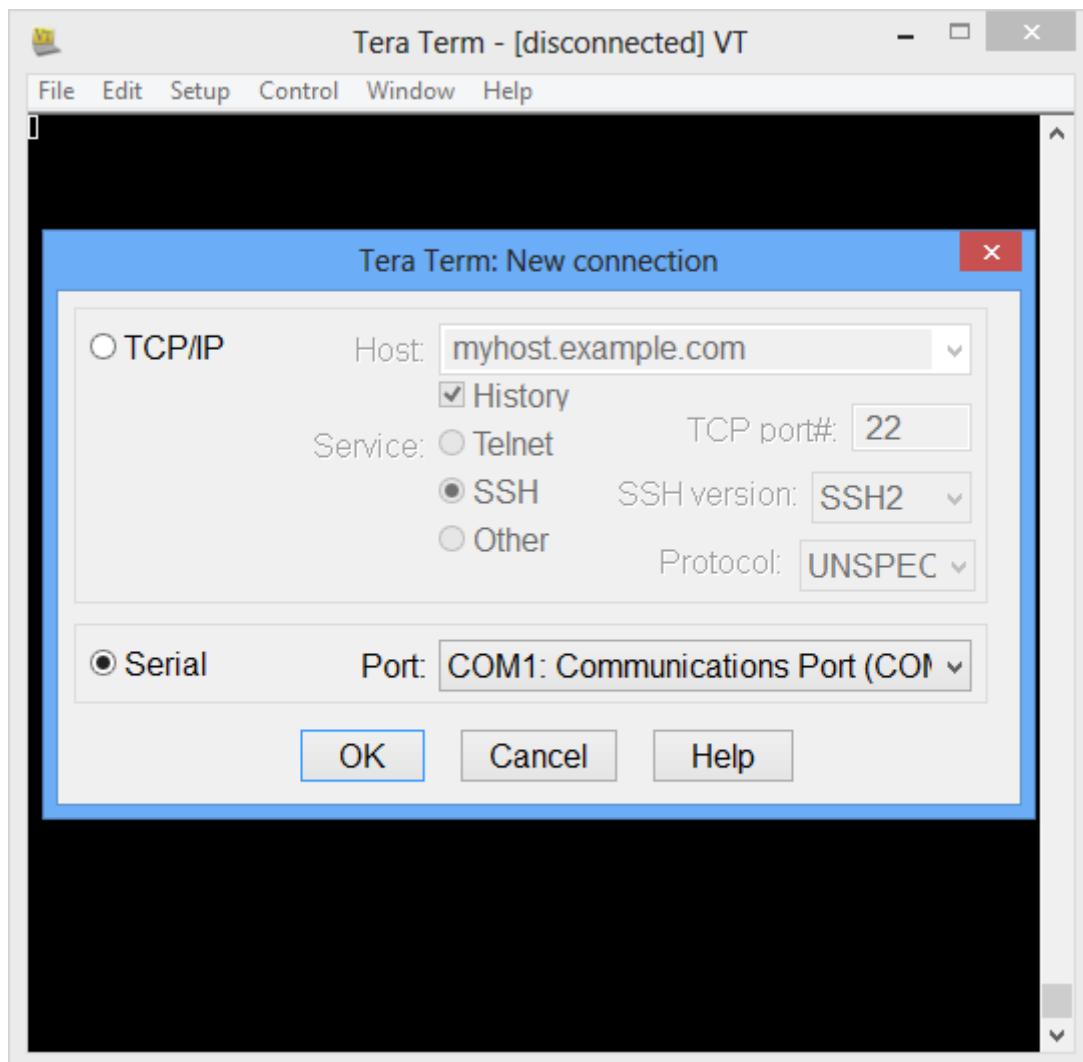 Tera Term - [disconnected] VT
File Edit Setup Control Window Help
Tera Term: New connection
TCP/IP Host: myhost.example.com
History
Service: Telnet TCP port#: 22
SSH SSH version: SSH2
Other Protocol: UNSPEC
Serial Port: COM1: Communications Port (COM
OK Cancel Help